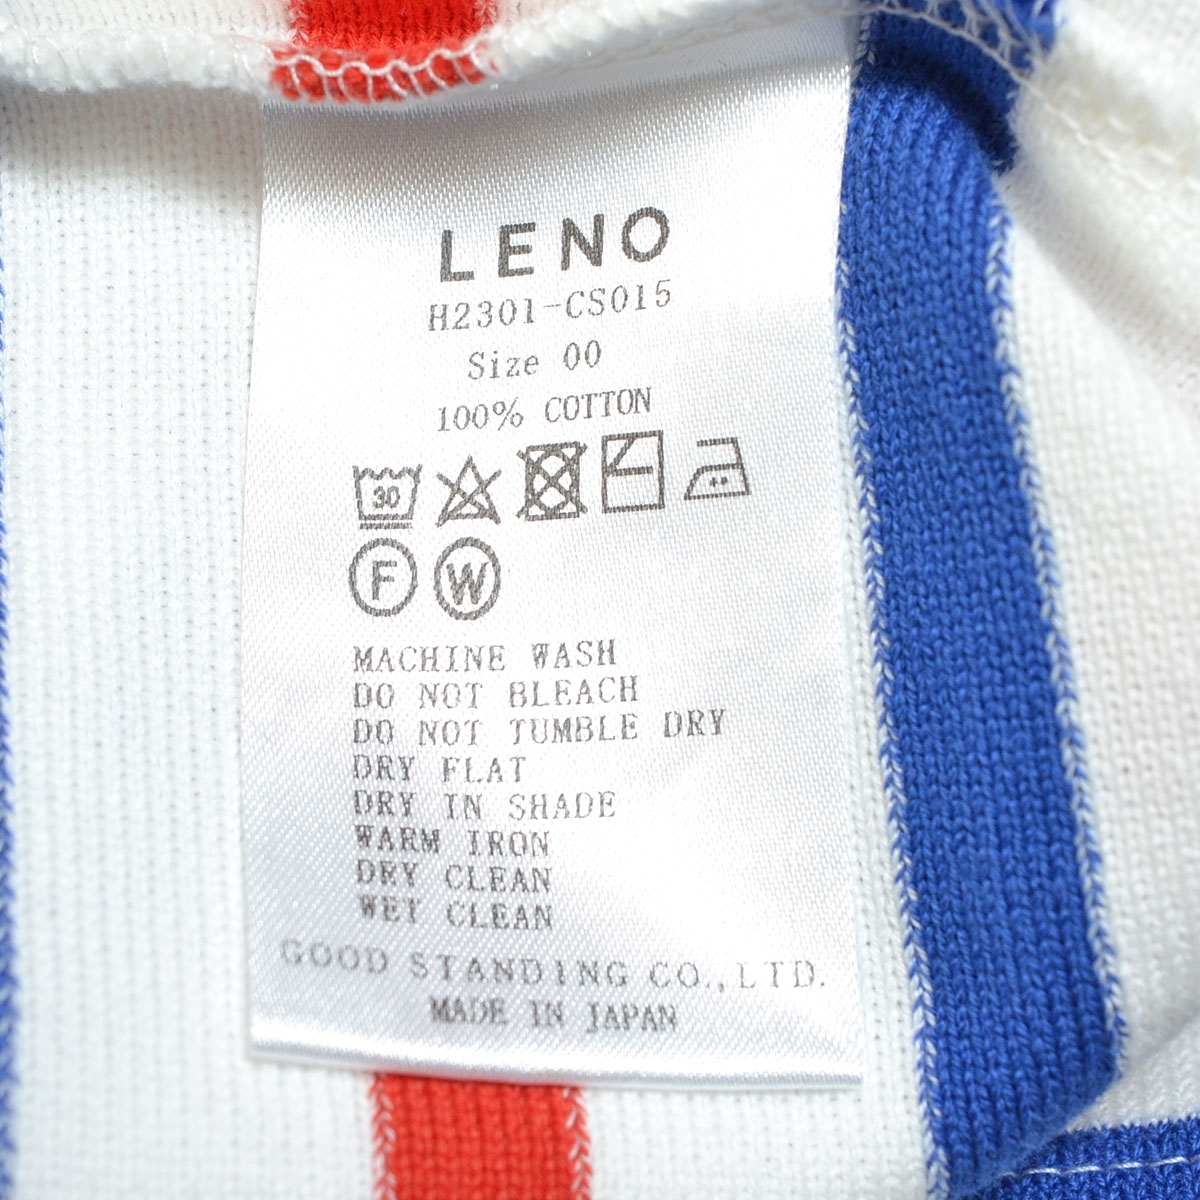 LENO
H2301-CS015
Size 00
100% COTTON
30
F W
MACHINE WASH
DO NOT BLEACH
DO NOT TUMBLE DRY
DRY FLAT
DRY IN SHADE
WARM IRON
DRY CLEAN
WET CLEAN
GOOD STANDING CO.,LTD.
MADE IN JAPAN